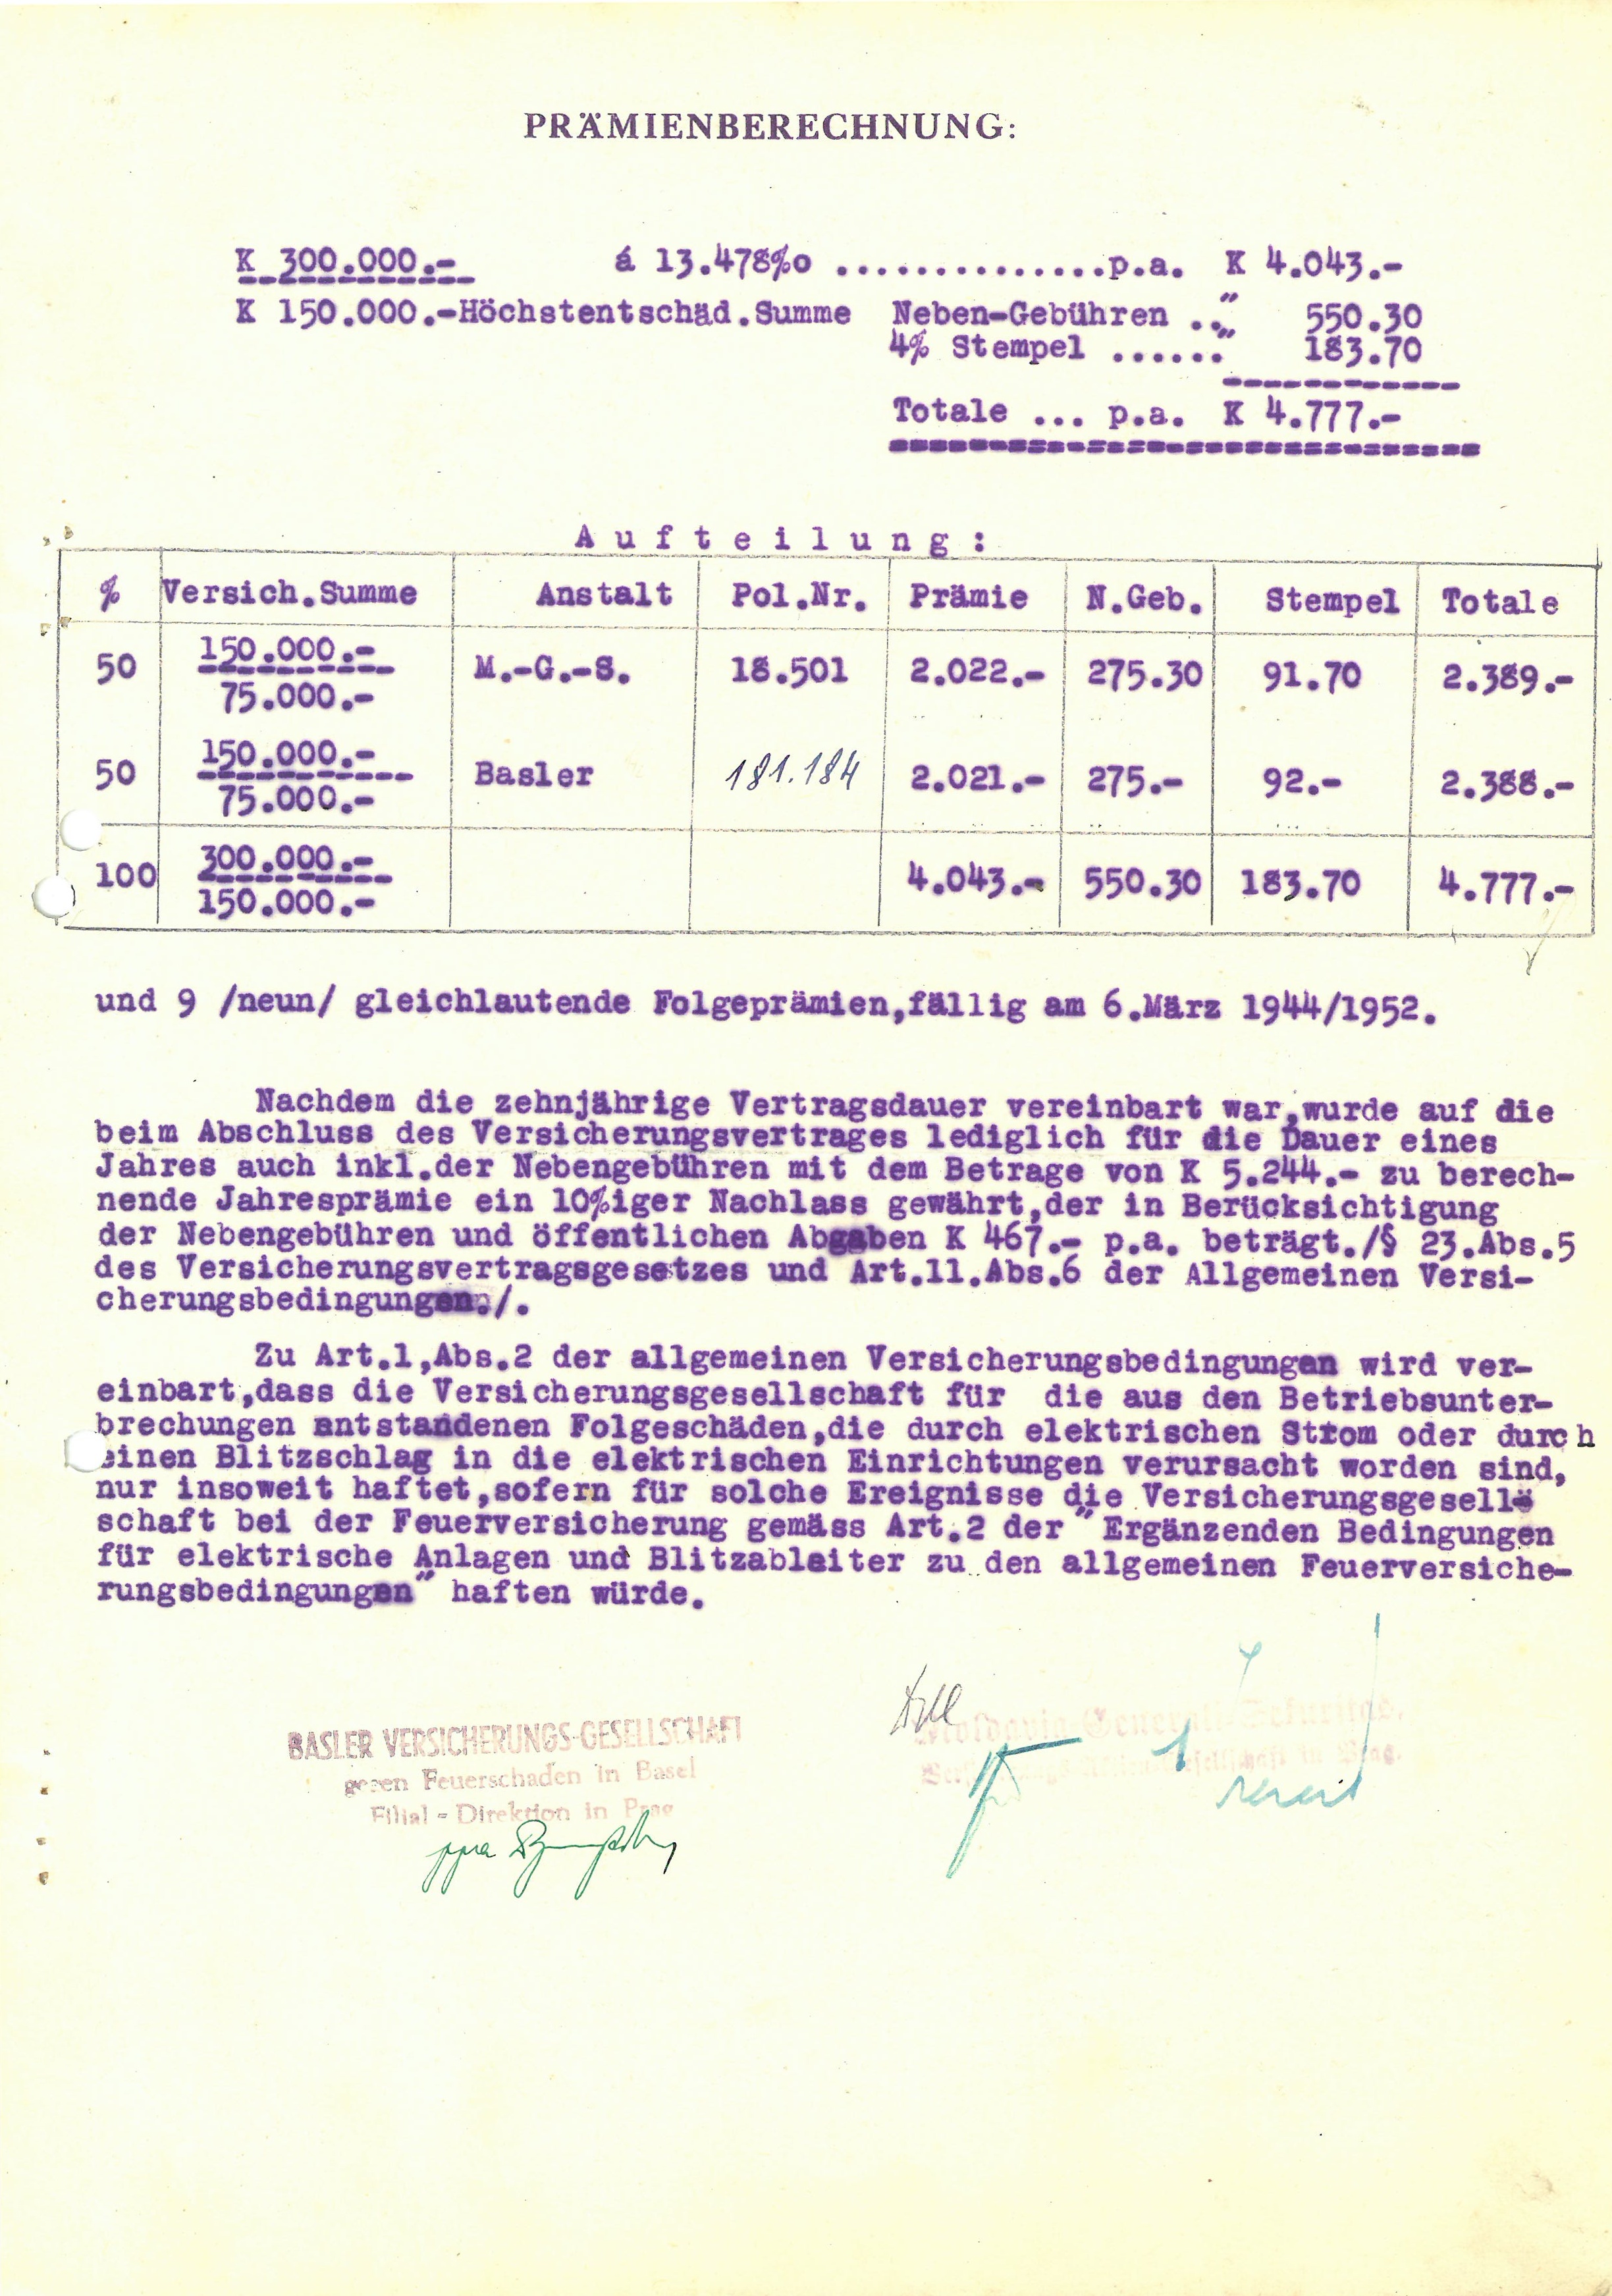 PRÄMIENBERECHNUNG:
K 300.000.- á 13.478%o ..............p.a. K 4.043.-
K 150.000.-Höchstentschäd.Summe Neben-Gebühren .." 550.30
4% Stempel ......" 183.70
Totale ... p.a. K 4.777.-
Aufteilung:
% Versich.Summe Anstalt Pol.Nr. Prämie N.Geb. Stempel Totale
150.000.-
50 M.-G.-S. 18.501 2.022.- 275.30 91.70 2.389.-
75.000.-
150.000.-
50 Basler 181.184 2.021.- 275.- 92.- 2.388.-
75.000.-
300.000.-
100 4.043.- 550.30 183.70 4.777.-
150.000.-
und 9 /neun/ gleichlautende Folgeprämien,fällig am 6.März 1944/1952.
Nachdem die zehnjährige Vertragsdauer vereinbart war,wurde auf die
beim Abschluss des Versicherungsvertrages lediglich für die Dauer eines
Jahres auch inkl.der Nebengebühren mit dem Betrage von K 5.244.- zu berech-
nende Jahresprämie ein 10%iger Nachlass gewährt,der in Berücksichtigung
der Nebengebühren und öffentlichen Abgaben K 467.- p.a. beträgt./§ 23.Abs.5
des Versicherungsvertragsgesetzes und Art.11.Abs.6 der Allgemeinen Versi-
cherungsbedingungen./.
Zu Art.1,Abs.2 der allgemeinen Versicherungsbedingungen wird ver-
einbart,dass die Versicherungsgesellschaft für die aus den Betriebsunter-
brechungen entstandenen Folgeschäden,die durch elektrischen Strom oder durch
einen Blitzschlag in die elektrischen Einrichtungen verursacht worden sind,
nur insoweit haftet,sofern für solche Ereignisse die Versicherungsgesell-
schaft bei der Feuerversicherung gemäss Art.2 der "Ergänzenden Bedingungen
für elektrische Anlagen und Blitzableiter zu den allgemeinen Feuerversiche-
rungsbedingungen" haften würde.
BASLER VERSICHERUNGS-GESELLSCHAFT
gegen Feuerschaden in Basel
Filial - Direktion in Prag
ppa
Moldavia-Generali-Sekuritas,
Versicherungs-Aktien-Gesellschaft in Prag.